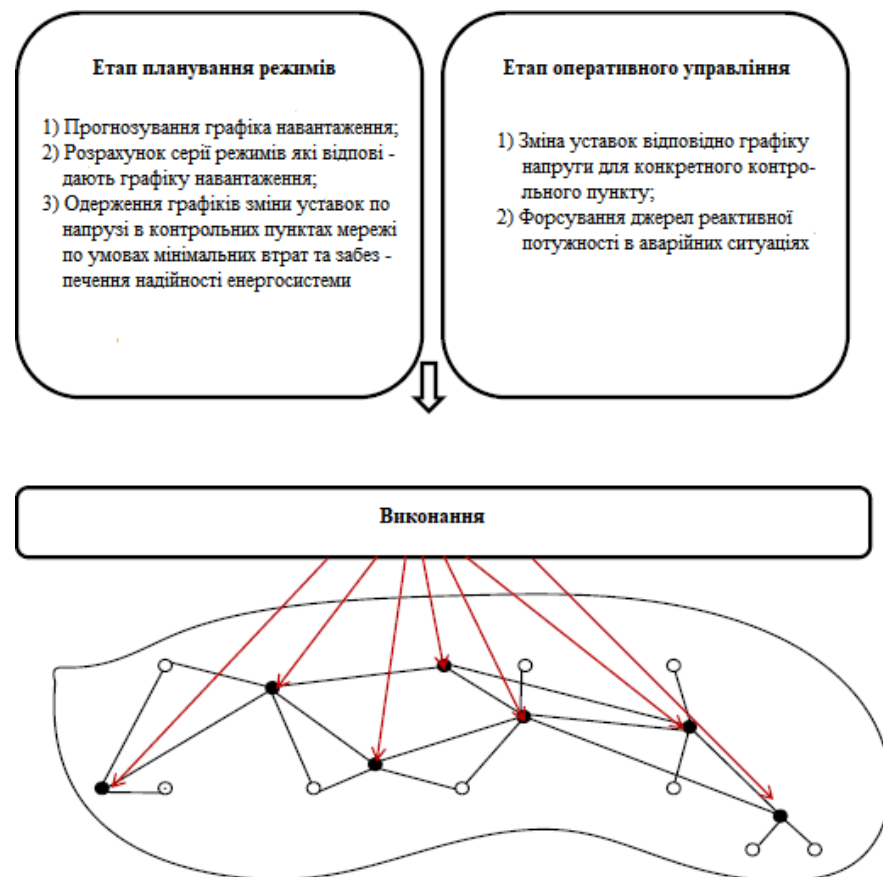 Етап планування режимів
1) Прогнозування графіка навантаження;
2) Розрахунок серії режимів які відпові -
дають графіку навантаження;
3) Одерження графіків зміни уставок по
напрузі в контрольних пунктах мережі
по умовах мінімальних втрат та забез -
печення надійності енергосистеми
Етап оперативного управління
1) Зміна уставок відповідно графіку
напруги для конкретного контро-
льного пункту;
2) Форсування джерел реактивної
потужності в аварійних ситуаціях
Виконання